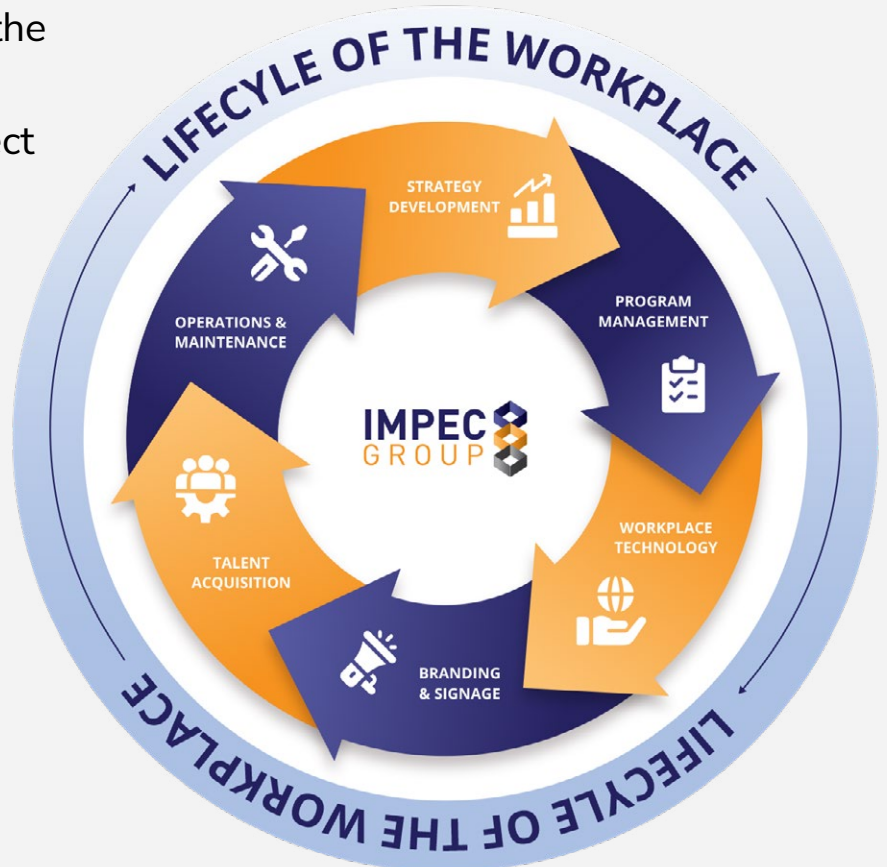 the
ect
LIFECYLE OF THE WORKPLACE
STRATEGY
DEVELOPMENT
PROGRAM
MANAGEMENT
WORKPLACE
TECHNOLOGY
BRANDING
& SIGNAGE
TALENT
ACQUISITION
OPERATIONS &
MAINTENANCE
IMPEC
GROUP
LIFECYLE OF THE WORKPLACE